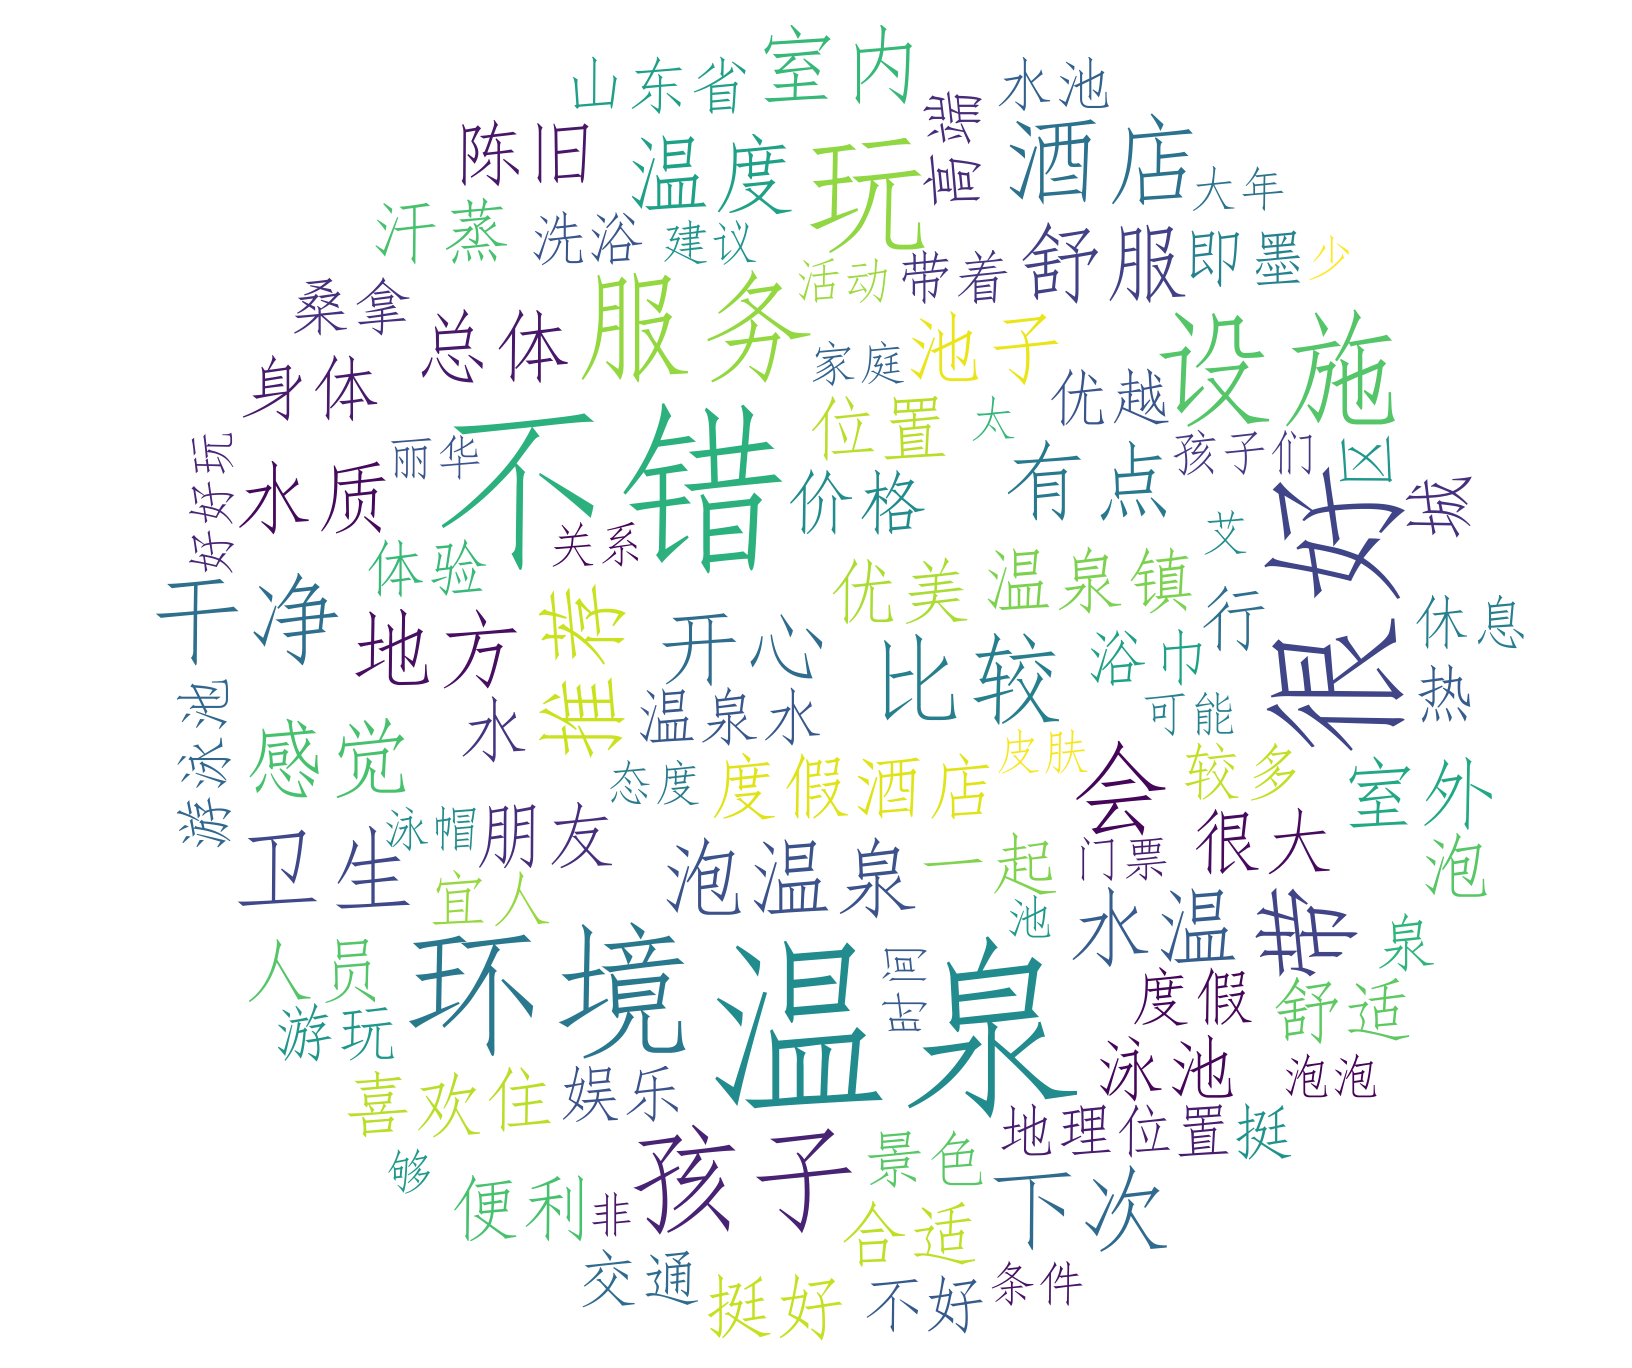 室内
山东省
水池
高端
陈旧
温度
玩
酒店
大年
汗蒸
洗浴
建议
舒服
即墨
少
活动
带着
桑拿
服务
总体
池子
设施
家庭
身体
优越
位置
太
不错
好好玩
丽华
水质
价格
有点
孩子们
区
很好
城
关系
体验
艾
干净
地方
推荐
优美
温泉镇
开心
比较
浴巾
行
休息
游泳池
感觉
水
温泉水
可能
热
态度
度假酒店
皮肤
会
较多
室外
泳帽
朋友
卫生
泡温泉
一起
门票
很大
泡
宜人
池
水温
带
泉
人员
环境
温泉
时间
度假
舒适
游玩
泳池
泡泡
喜欢
住
娱乐
地理位置
挺
孩子
景色
够
便利
非
下次
合适
交通
挺好
不好
条件